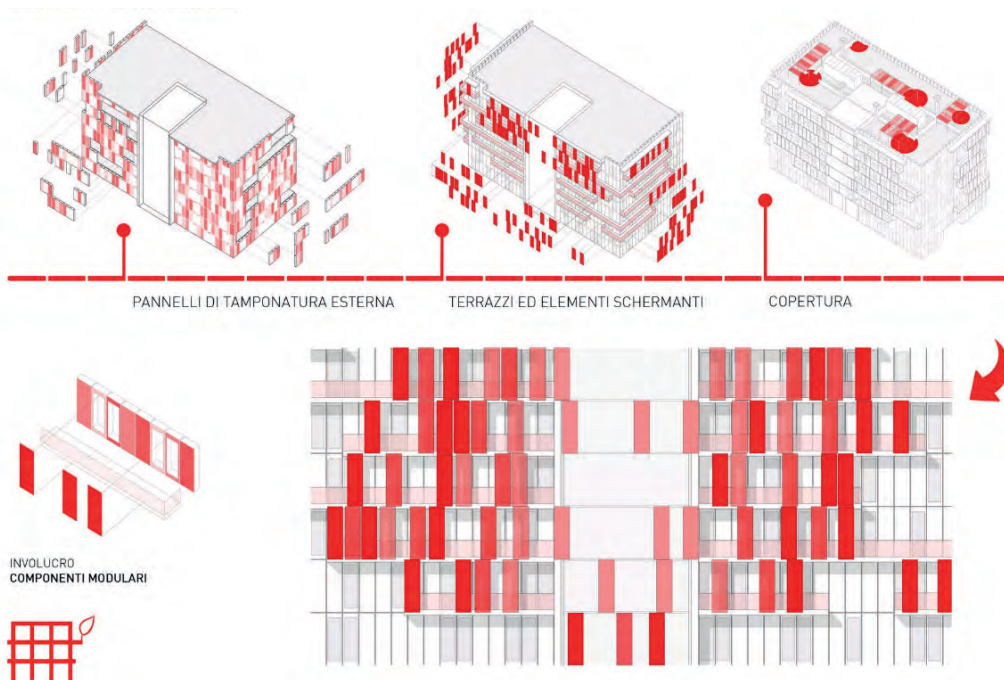 PANNELLI DI TAMPONATURA ESTERNA
TERRAZZI ED ELEMENTI SCHERMANTI
COPERTURA
INVOLUCRO
COMPONENTI MODULARI